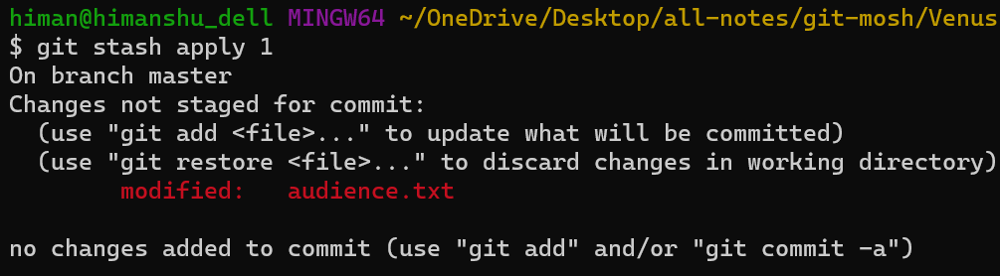 himan@himanshu_dell MINGW64 ~/OneDrive/Desktop/all-notes/git-mosh/Venus
$ git stash apply 1
On branch master
Changes not staged for commit:
  (use "git add <file>..." to update what will be committed)
  (use "git restore <file>..." to discard changes in working directory)
        modified:   audience.txt

no changes added to commit (use "git add" and/or "git commit -a")